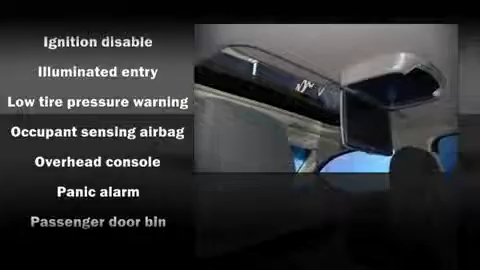 Ignition disable
Illuminated entry
Low tire pressure warning
Occupant sensing airbag
Overhead console
Panic alarm
Passenger door bin